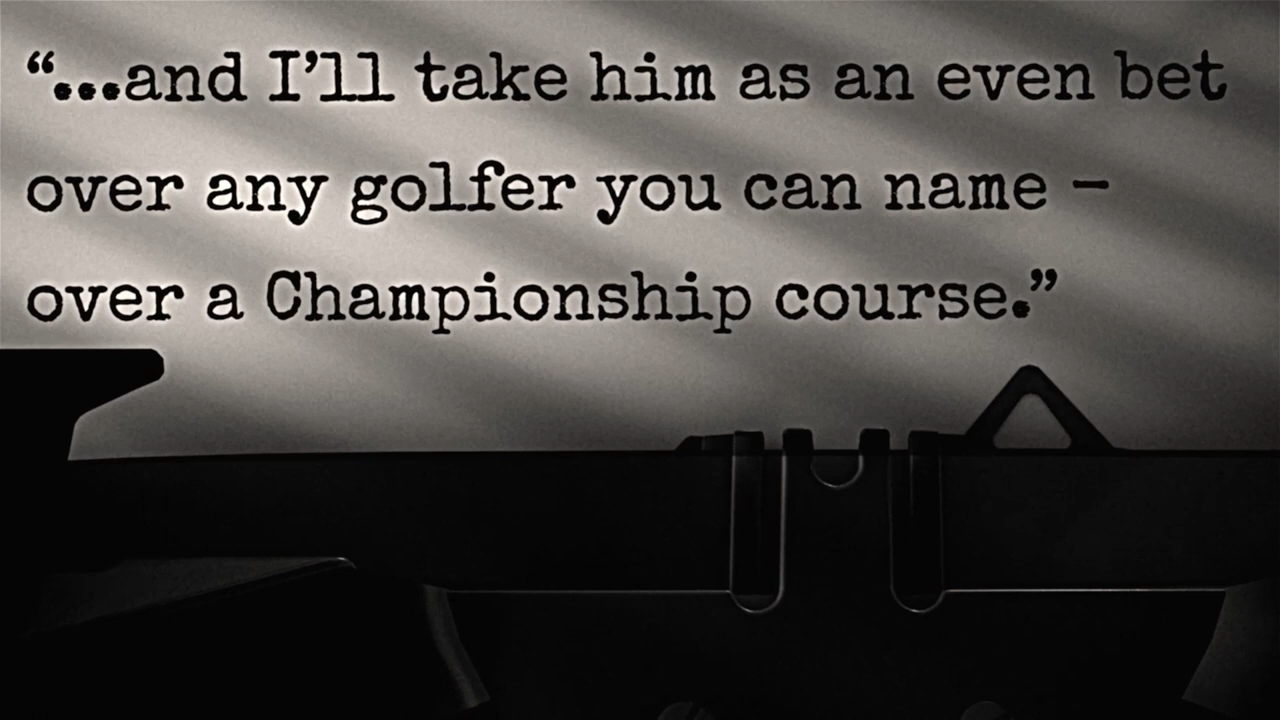 “...and I’ll take him as an even bet
over any golfer you can name –
over a Championship course.”